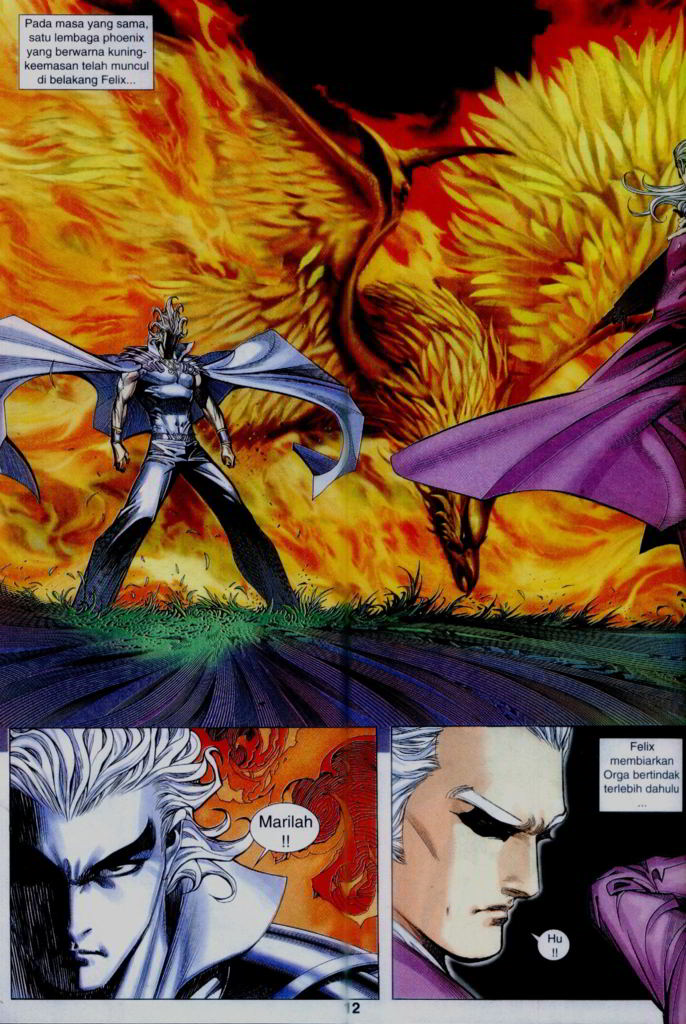 Pada masa yang sama,
satu lembaga phoenix
yang berwarna kuning-
keemasan telah muncul
di belakang Felix...
Marilah
!!
Felix
membiarkan
Orga bertindak
terlebih dahulu
...
Hu
!!
12